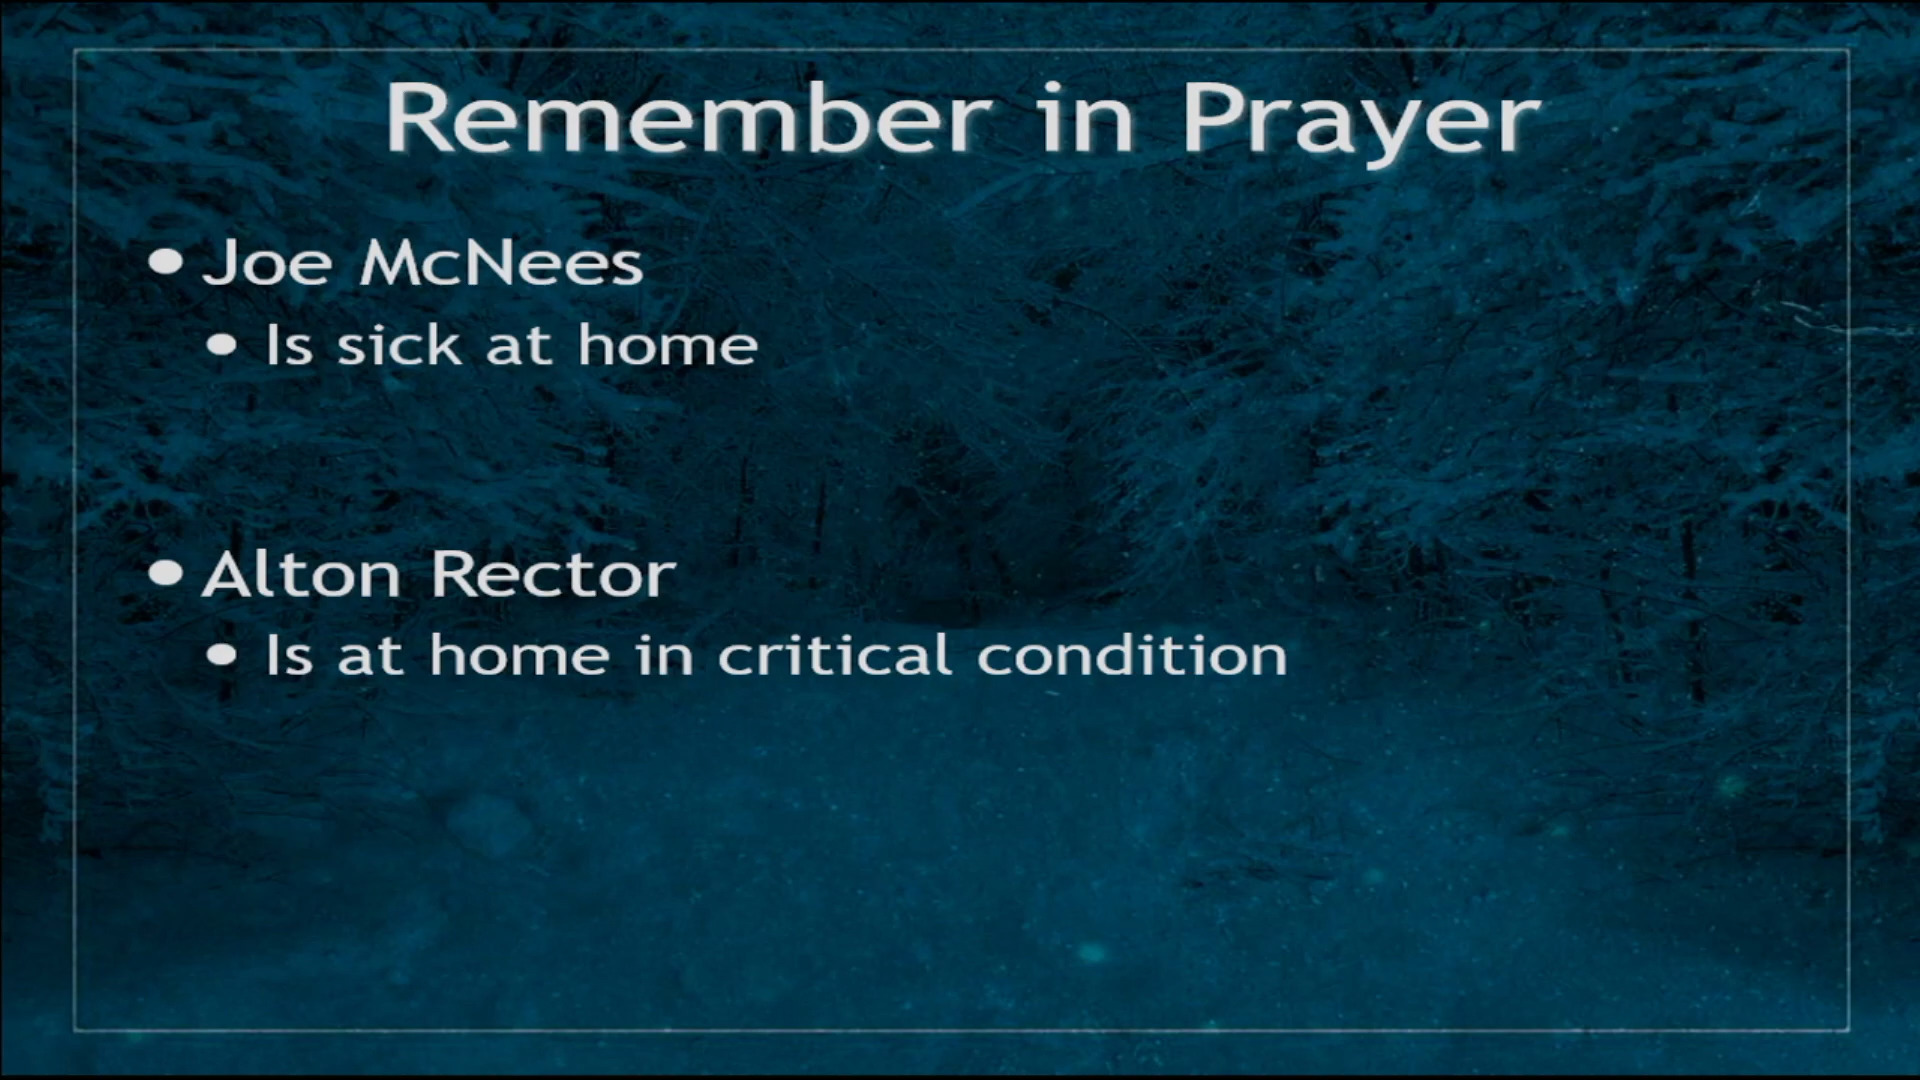 Remember in Prayer
• Joe McNees
• Is sick at home
• Alton Rector
• Is at home in critical condition